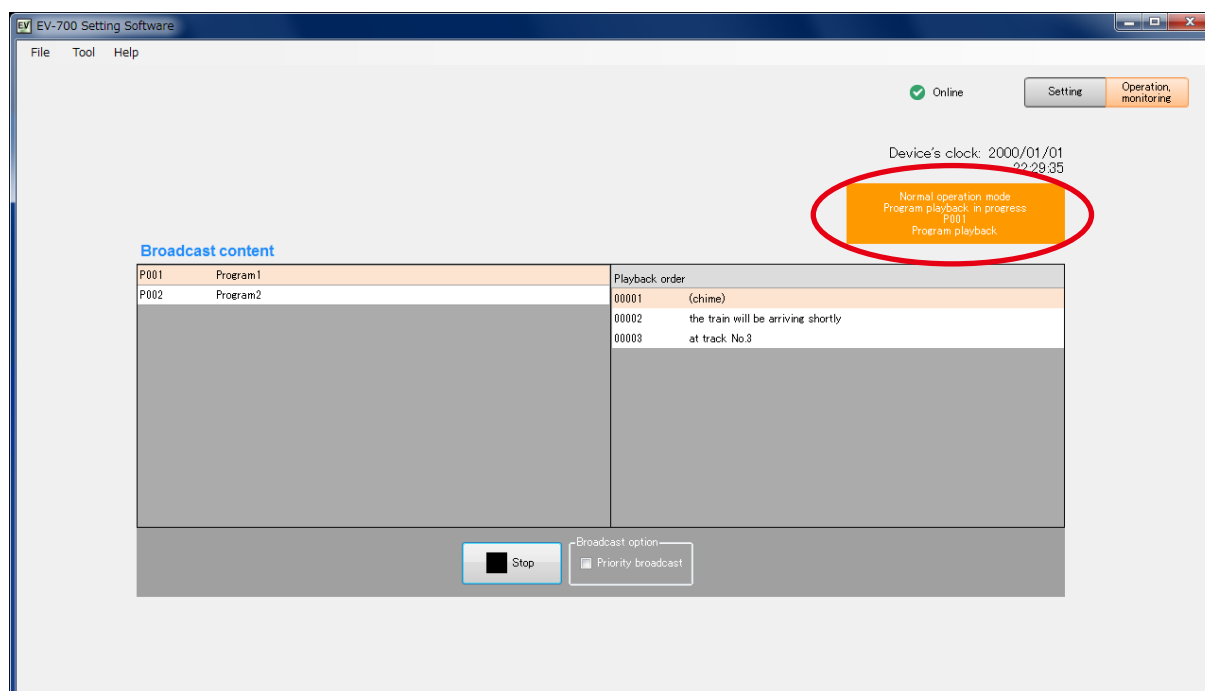 EV EV-700 Setting Software
File Tool Help
Online
Setting
Operation,
monitoring
Device's clock: 2000/01/01
22:29:35
Normal operation mode
Program playback in progress
P001
Program playback
Broadcast content
P001 Program1
P002 Program2
Playback order
00001 (chime)
00002 the train will be arriving shortly
00003 at track No.3
Stop
Broadcast option
Priority broadcast